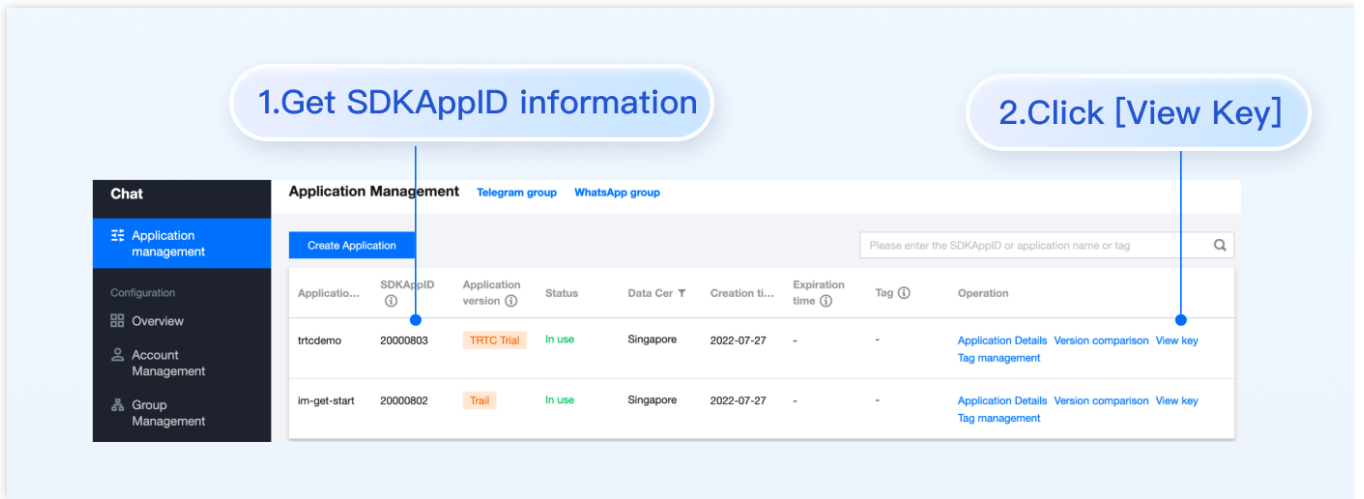 1.Get SDKAppID information
2.Click [View Key]
Chat
Application Management Telegram group WhatsApp group
Application
management
Create Application
Please enter the SDKAppID or application name or tag
Configuration
Overview
Account
Management
Group
Management
Applicatio... SDKAppID Application version Status Data Cer Creation ti... Expiration time Tag Operation
trtcdemo 20000803 TRTC Trial In use Singapore 2022-07-27 - - Application Details Version comparison View key
Tag management
im-get-start 20000802 Trail In use Singapore 2022-07-27 - - Application Details Version comparison View key
Tag management